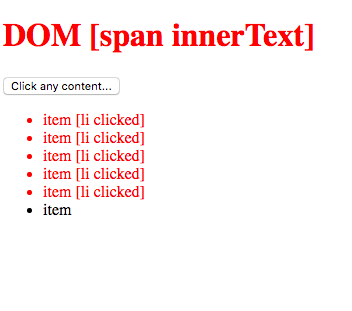 DOM [span innerText]
Click any content...
item [li clicked]
item [li clicked]
item [li clicked]
item [li clicked]
item [li clicked]
item